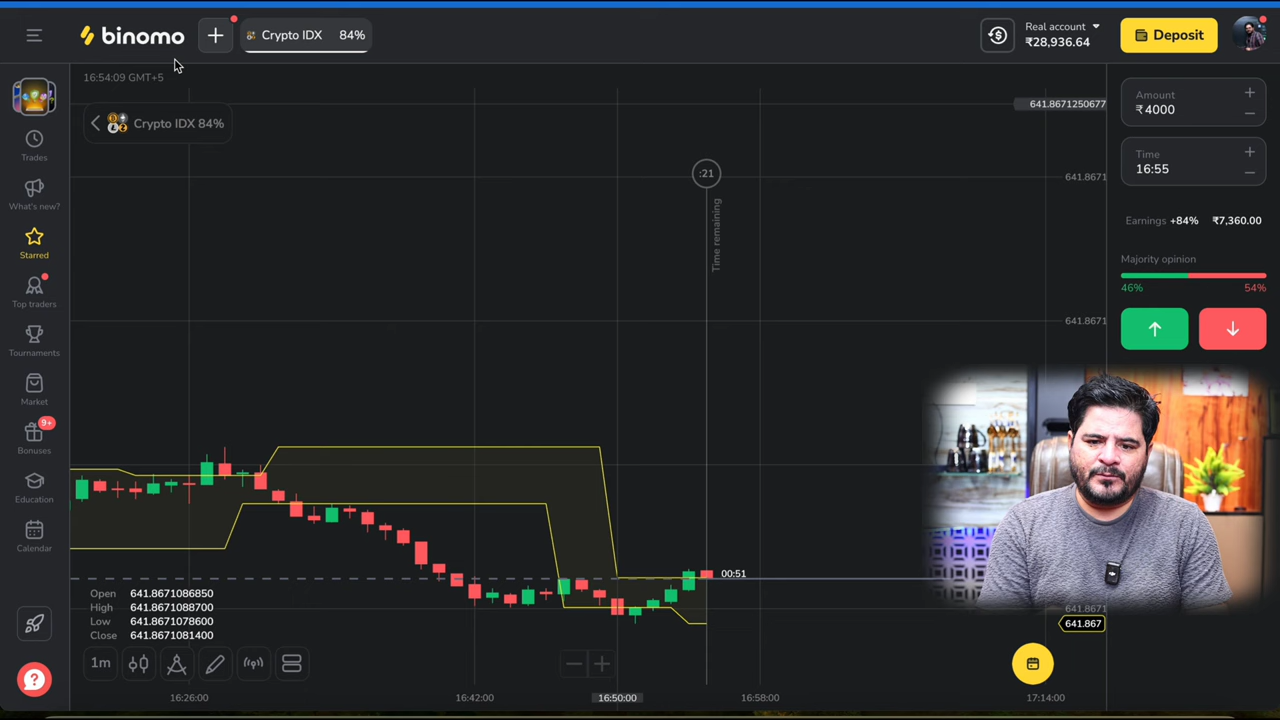 binomo
Crypto IDX 84%
Real account
₹28,936.64
Deposit
16:54:09 GMT+5
Crypto IDX 84%
Trades
What's new?
Starred
Top traders
Tournaments
Market
9+
Bonuses
Education
Calendar
:21
Time remaining
641.8671250677
641.8671
641.8671
641.8671
641.8671
641.867
00:51
Amount
₹4000
Time
16:55
Earnings +84% ₹7,360.00
Majority opinion
46% 54%
Open 641.8671086850
High 641.8671088700
Low 641.8671078600
Close 641.8671081400
1m
16:26:00
16:42:00
16:50:00
16:58:00
17:14:00